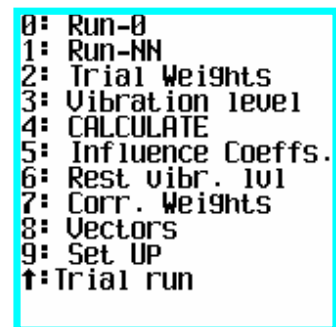 0: Run-0
1: Run-NN
2: Trial Weights
3: Vibration level
4: CALCULATE
5: Influence Coeffs.
6: Rest vibr. lvl
7: Corr. Weights
8: Vectors
9: Set UP
↑:Trial run